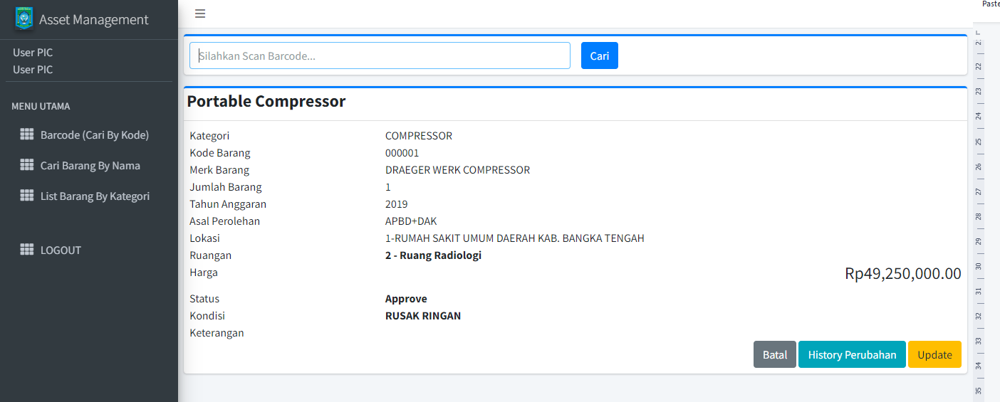 Asset Management
User PIC
User PIC
MENU UTAMA
Barcode (Cari By Kode)
Cari Barang By Nama
List Barang By Kategori
LOGOUT
Silahkan Scan Barcode...
Cari
Portable Compressor
Kategori COMPRESSOR
Kode Barang 000001
Merk Barang DRAEGER WERK COMPRESSOR
Jumlah Barang 1
Tahun Anggaran 2019
Asal Perolehan APBD+DAK
Lokasi 1-RUMAH SAKIT UMUM DAERAH KAB. BANGKA TENGAH
Ruangan 2 - Ruang Radiologi
Harga Rp49,250,000.00
Status Approve
Kondisi RUSAK RINGAN
Keterangan
Batal History Perubahan Update
Paste
22
23
24
25
26
27
28
29
30
31
32
33
34
35